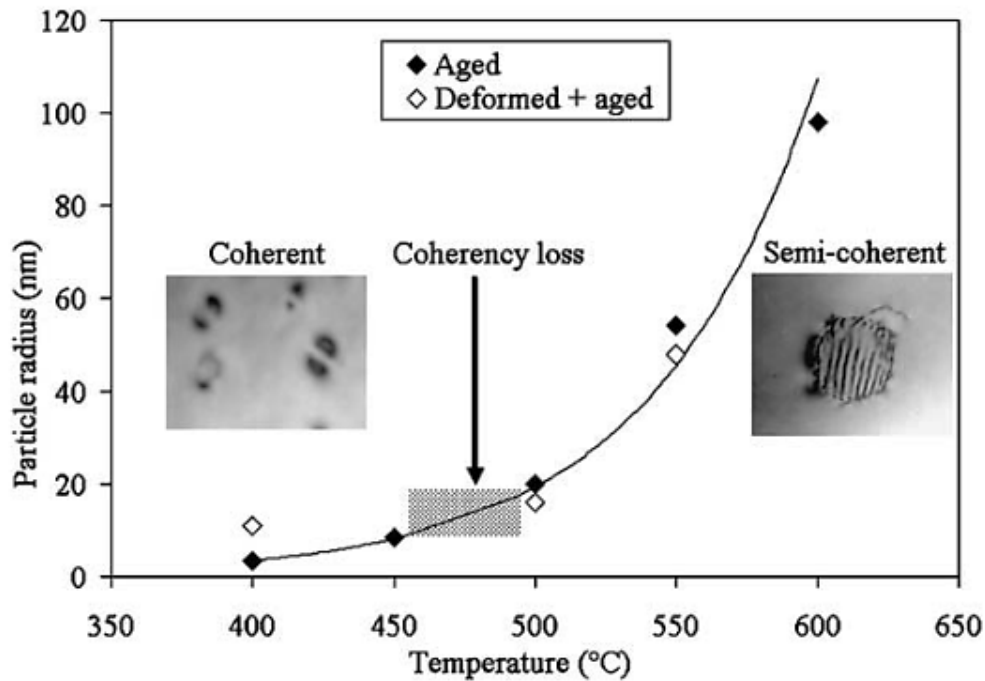 120
100
80
60
40
20
0
Particle radius (nm)
Aged
Deformed + aged
Coherent
Coherency loss
Semi-coherent
350 400 450 500 550 600 650
Temperature (°C)